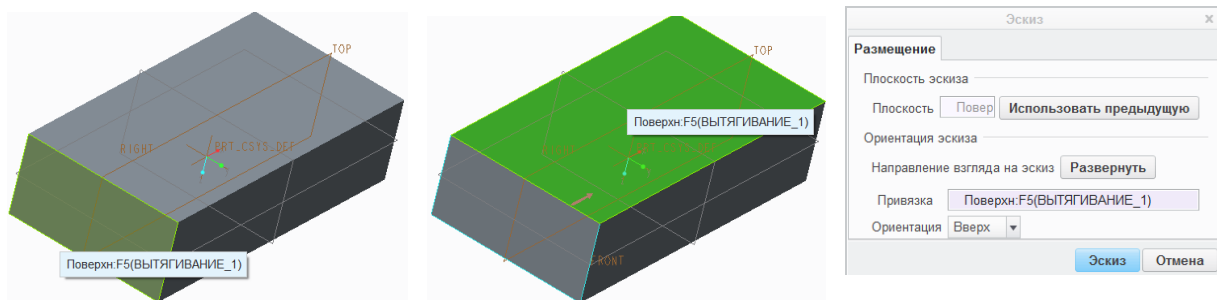 TOP
RIGHT
PRT_CSYS_DEF
Поверхн:F5(ВЫТЯГИВАНИЕ_1)
TOP
Поверхн:F5(ВЫТЯГИВАНИЕ_1)
RIGHT
FRONT
Эскиз x
Размещение
Плоскость эскиза
Плоскость Повер Использовать предыдущую
Ориентация эскиза
Направление взгляда на эскиз Развернуть
Привязка Поверхн:F5(ВЫТЯГИВАНИЕ_1)
Ориентация Вверх
Эскиз Отмена